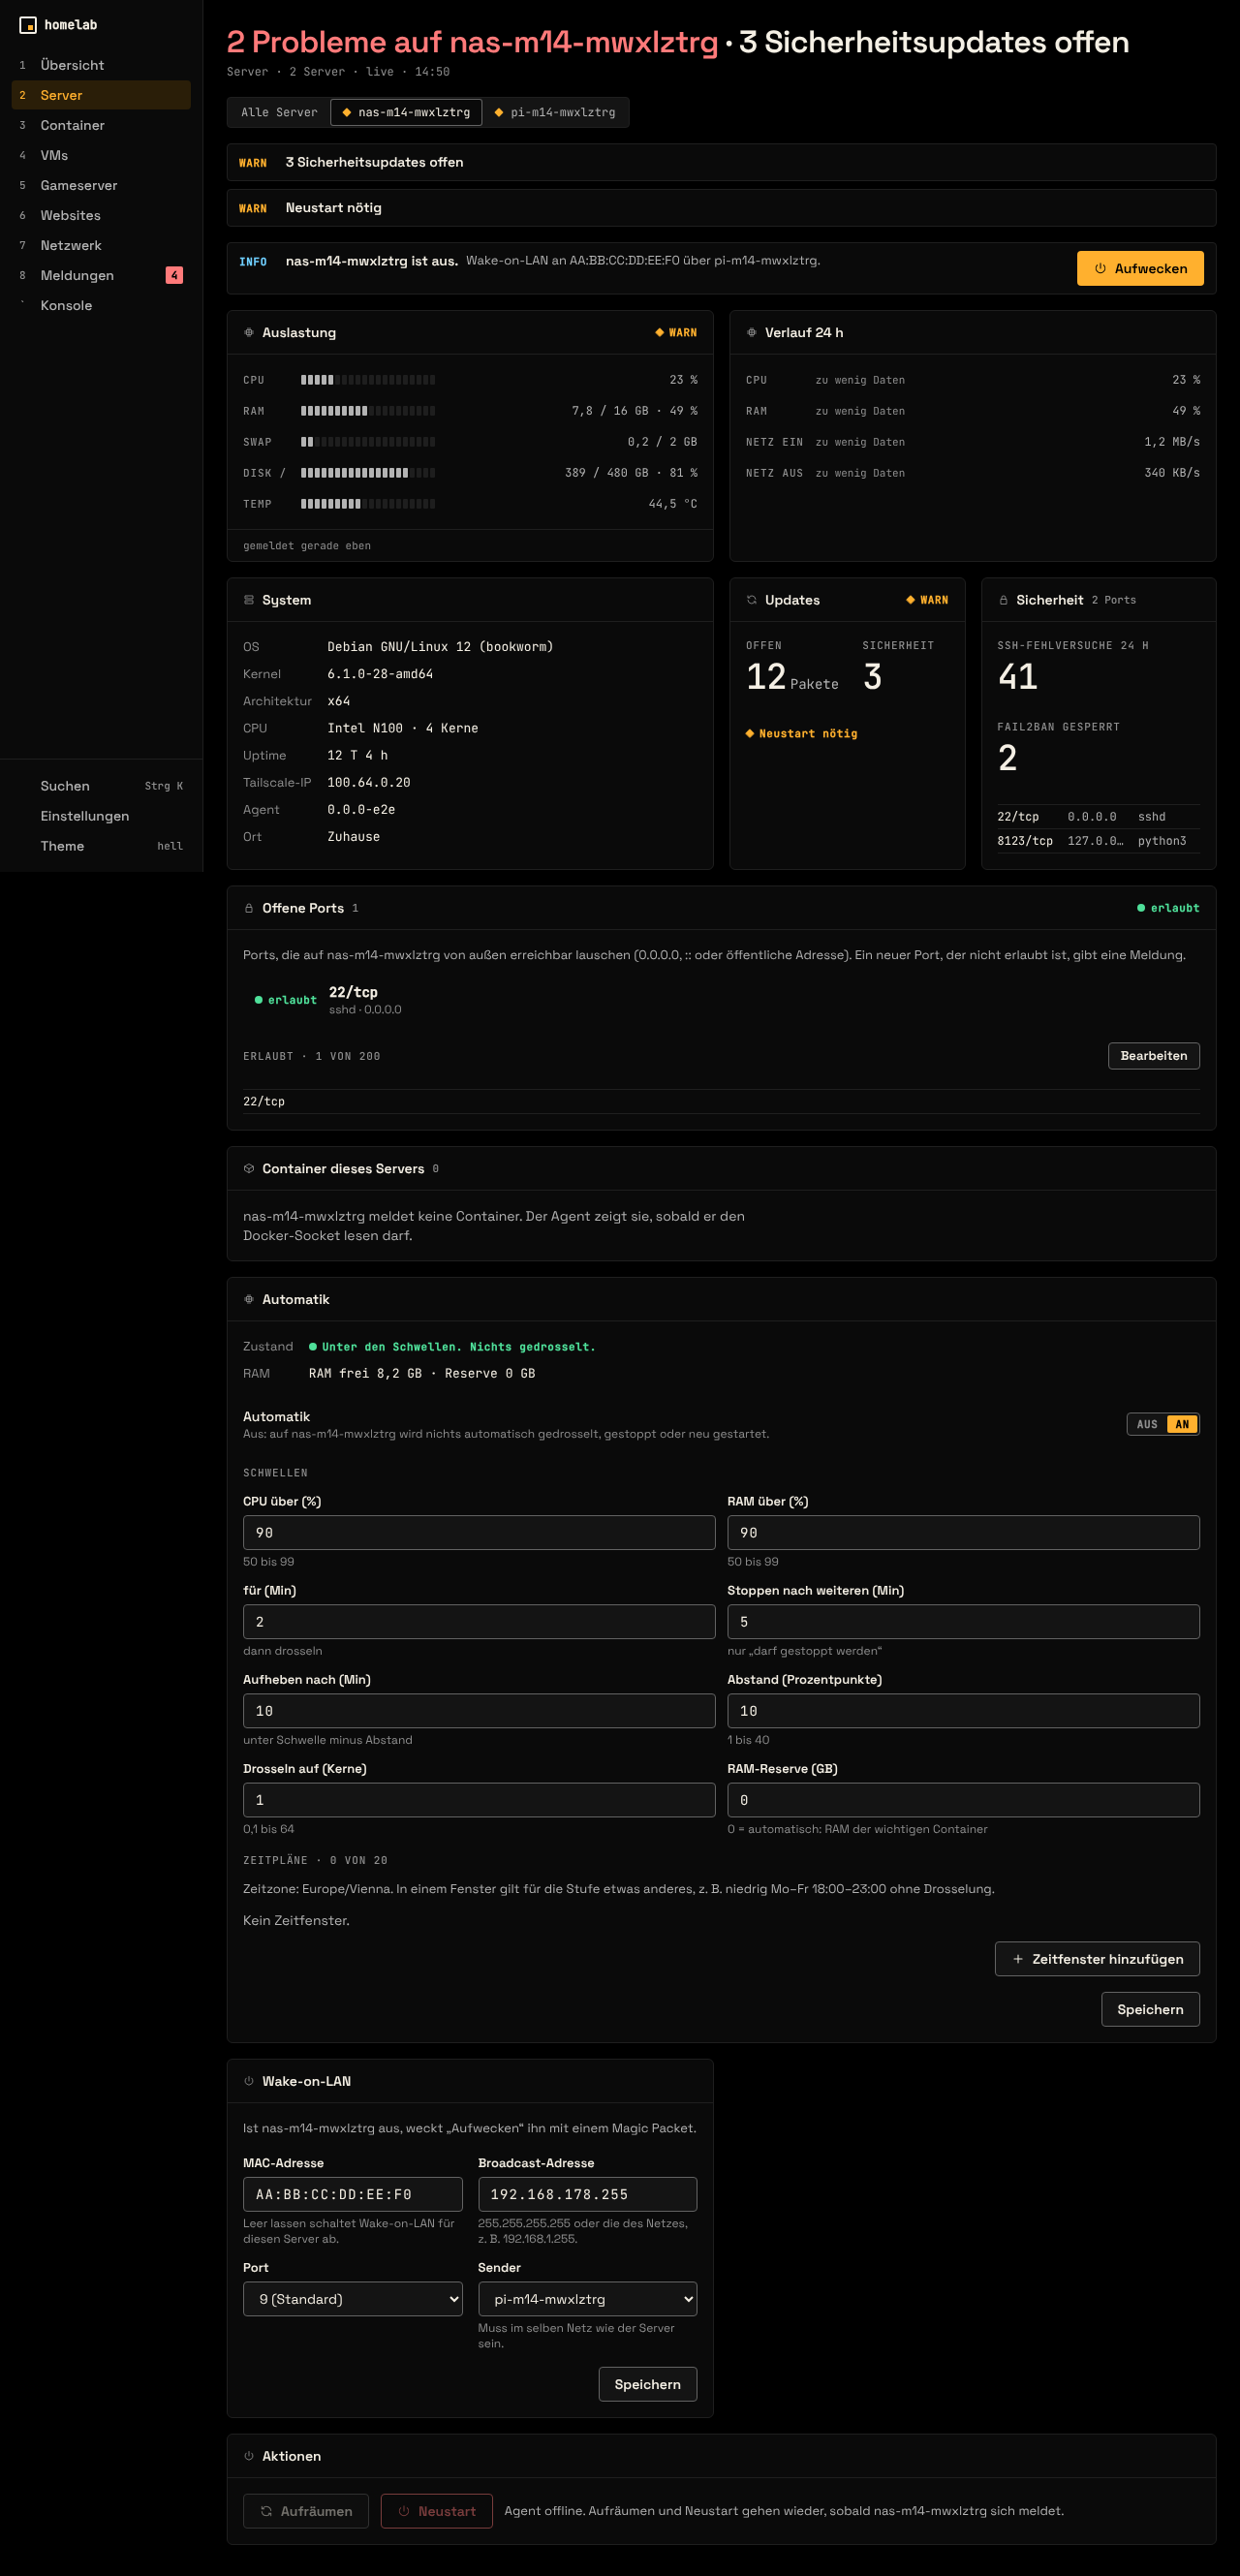 homelab
1 Übersicht
2 Server
3 Container
4 VMs
5 Gameserver
6 Websites
7 Netzwerk
8 Meldungen 4
` Konsole
Suchen Strg K
Einstellungen
Theme hell
2 Probleme auf nas-m14-mwxlztrg · 3 Sicherheitsupdates offen
Server · 2 Server · live · 14:50
Alle Server nas-m14-mwxlztrg pi-m14-mwxlztrg
WARN 3 Sicherheitsupdates offen
WARN Neustart nötig
INFO nas-m14-mwxlztrg ist aus. Wake-on-LAN an AA:BB:CC:DD:EE:F0 über pi-m14-mwxlztrg. Aufwecken
Auslastung WARN
CPU 23 %
RAM 7,8 / 16 GB · 49 %
SWAP 0,2 / 2 GB
DISK / 389 / 480 GB · 81 %
TEMP 44,5 °C
gemeldet gerade eben
Verlauf 24 h
CPU zu wenig Daten 23 %
RAM zu wenig Daten 49 %
NETZ EIN zu wenig Daten 1,2 MB/s
NETZ AUS zu wenig Daten 340 KB/s
System
OS Debian GNU/Linux 12 (bookworm)
Kernel 6.1.0-28-amd64
Architektur x64
CPU Intel N100 · 4 Kerne
Uptime 12 T 4 h
Tailscale-IP 100.64.0.20
Agent 0.0.0-e2e
Ort Zuhause
Updates WARN
OFFEN SICHERHEIT
12 Pakete 3
Neustart nötig
Sicherheit 2 Ports
SSH-FEHLVERSUCHE 24 H
41
FAIL2BAN GESPERRT
2
22/tcp 0.0.0.0 sshd
8123/tcp 127.0.0… python3
Offene Ports 1 erlaubt
Ports, die auf nas-m14-mwxlztrg von außen erreichbar lauschen (0.0.0.0, :: oder öffentliche Adresse). Ein neuer Port, der nicht erlaubt ist, gibt eine Meldung.
erlaubt 22/tcp
sshd · 0.0.0.0
ERLAUBT · 1 VON 200 Bearbeiten
22/tcp
Container dieses Servers 0
nas-m14-mwxlztrg meldet keine Container. Der Agent zeigt sie, sobald er den
Docker-Socket lesen darf.
Automatik
Zustand Unter den Schwellen. Nichts gedrosselt.
RAM RAM frei 8,2 GB · Reserve 0 GB
Automatik
Aus: auf nas-m14-mwxlztrg wird nichts automatisch gedrosselt, gestoppt oder neu gestartet. AUS AN
SCHWELLEN
CPU über (%) RAM über (%)
90 90
50 bis 99 50 bis 99
für (Min) Stoppen nach weiteren (Min)
2 5
dann drosseln nur „darf gestoppt werden“
Aufheben nach (Min) Abstand (Prozentpunkte)
10 10
unter Schwelle minus Abstand 1 bis 40
Drosseln auf (Kerne) RAM-Reserve (GB)
1 0
0,1 bis 64 0 = automatisch: RAM der wichtigen Container
ZEITPLÄNE · 0 VON 20
Zeitzone: Europe/Vienna. In einem Fenster gilt für die Stufe etwas anderes, z. B. niedrig Mo–Fr 18:00–23:00 ohne Drosselung.
Kein Zeitfenster.
Zeitfenster hinzufügen
Speichern
Wake-on-LAN
Ist nas-m14-mwxlztrg aus, weckt „Aufwecken“ ihn mit einem Magic Packet.
MAC-Adresse Broadcast-Adresse
AA:BB:CC:DD:EE:F0 192.168.178.255
Leer lassen schaltet Wake-on-LAN für 255.255.255.255 oder die des Netzes,
diesen Server ab. z. B. 192.168.1.255.
Port Sender
9 (Standard) pi-m14-mwxlztrg
Muss im selben Netz wie der Server
sein.
Speichern
Aktionen
Aufräumen Neustart Agent offline. Aufräumen und Neustart gehen wieder, sobald nas-m14-mwxlztrg sich meldet.